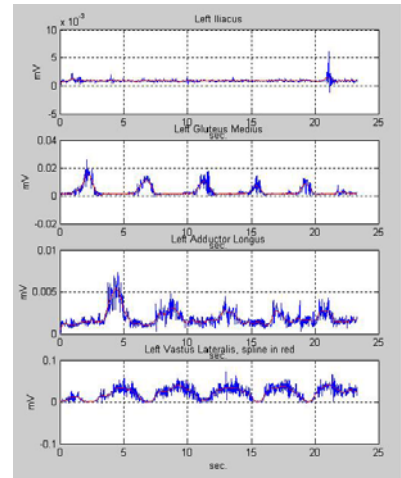 Left Iliacus
x 10⁻³
10
5
0
-5
mV
0 5 10 15 20 25
sec.
Left Gluteus Medius
0.04
0.02
0
-0.02
mV
0 5 10 15 20 25
sec.
Left Adductor Longus
0.01
0.005
0
mV
0 5 10 15 20 25
sec.
Left Vastus Lateralis, spline in red
0.1
0
-0.1
mV
0 5 10 15 20 25
sec.